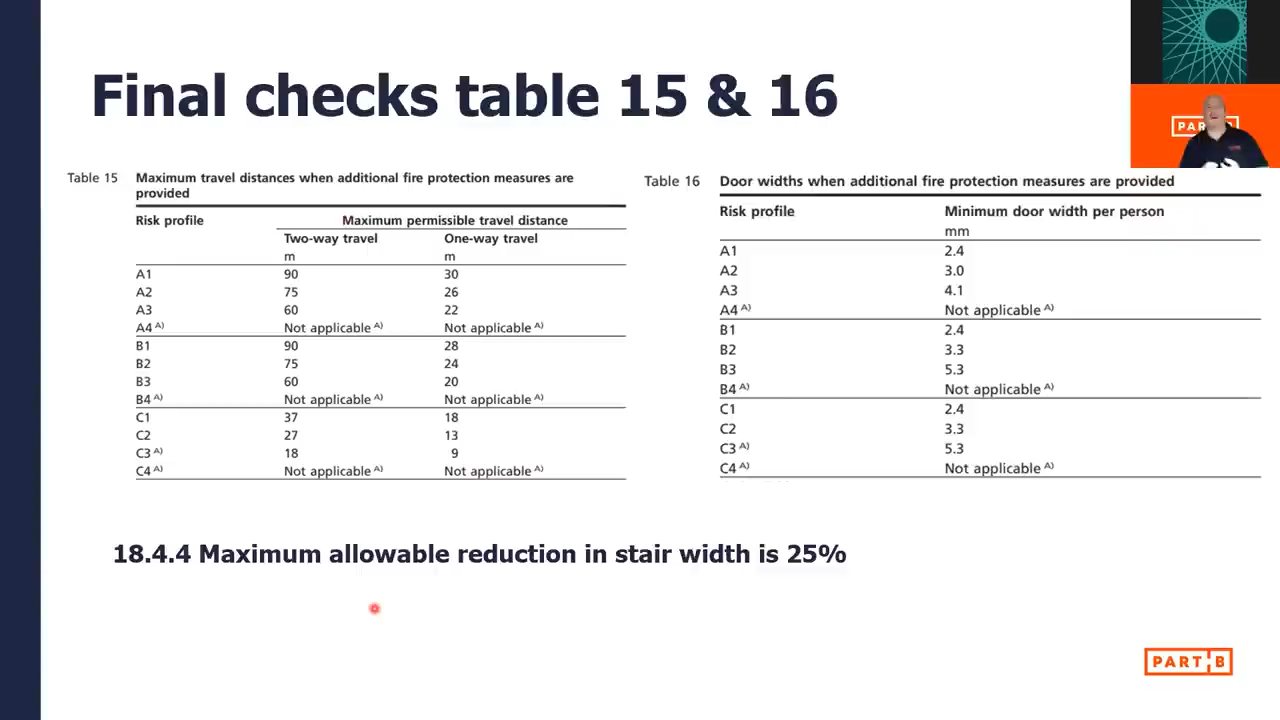 Final checks table 15 & 16
PART B
Table 15 Maximum travel distances when additional fire protection measures are
provided
Risk profile Maximum permissible travel distance
Two-way travel One-way travel
m m
A1 90 30
A2 75 26
A3 60 22
A4 A) Not applicable A) Not applicable A)
B1 90 28
B2 75 24
B3 60 20
B4 A) Not applicable A) Not applicable A)
C1 37 18
C2 27 13
C3 A) 18 9
C4 A) Not applicable A) Not applicable A)
Table 16 Door widths when additional fire protection measures are provided
Risk profile Minimum door width per person
mm
A1 2.4
A2 3.0
A3 4.1
A4 A) Not applicable A)
B1 2.4
B2 3.3
B3 5.3
B4 A) Not applicable A)
C1 2.4
C2 3.3
C3 A) 5.3
C4 A) Not applicable A)
18.4.4 Maximum allowable reduction in stair width is 25%
PART B